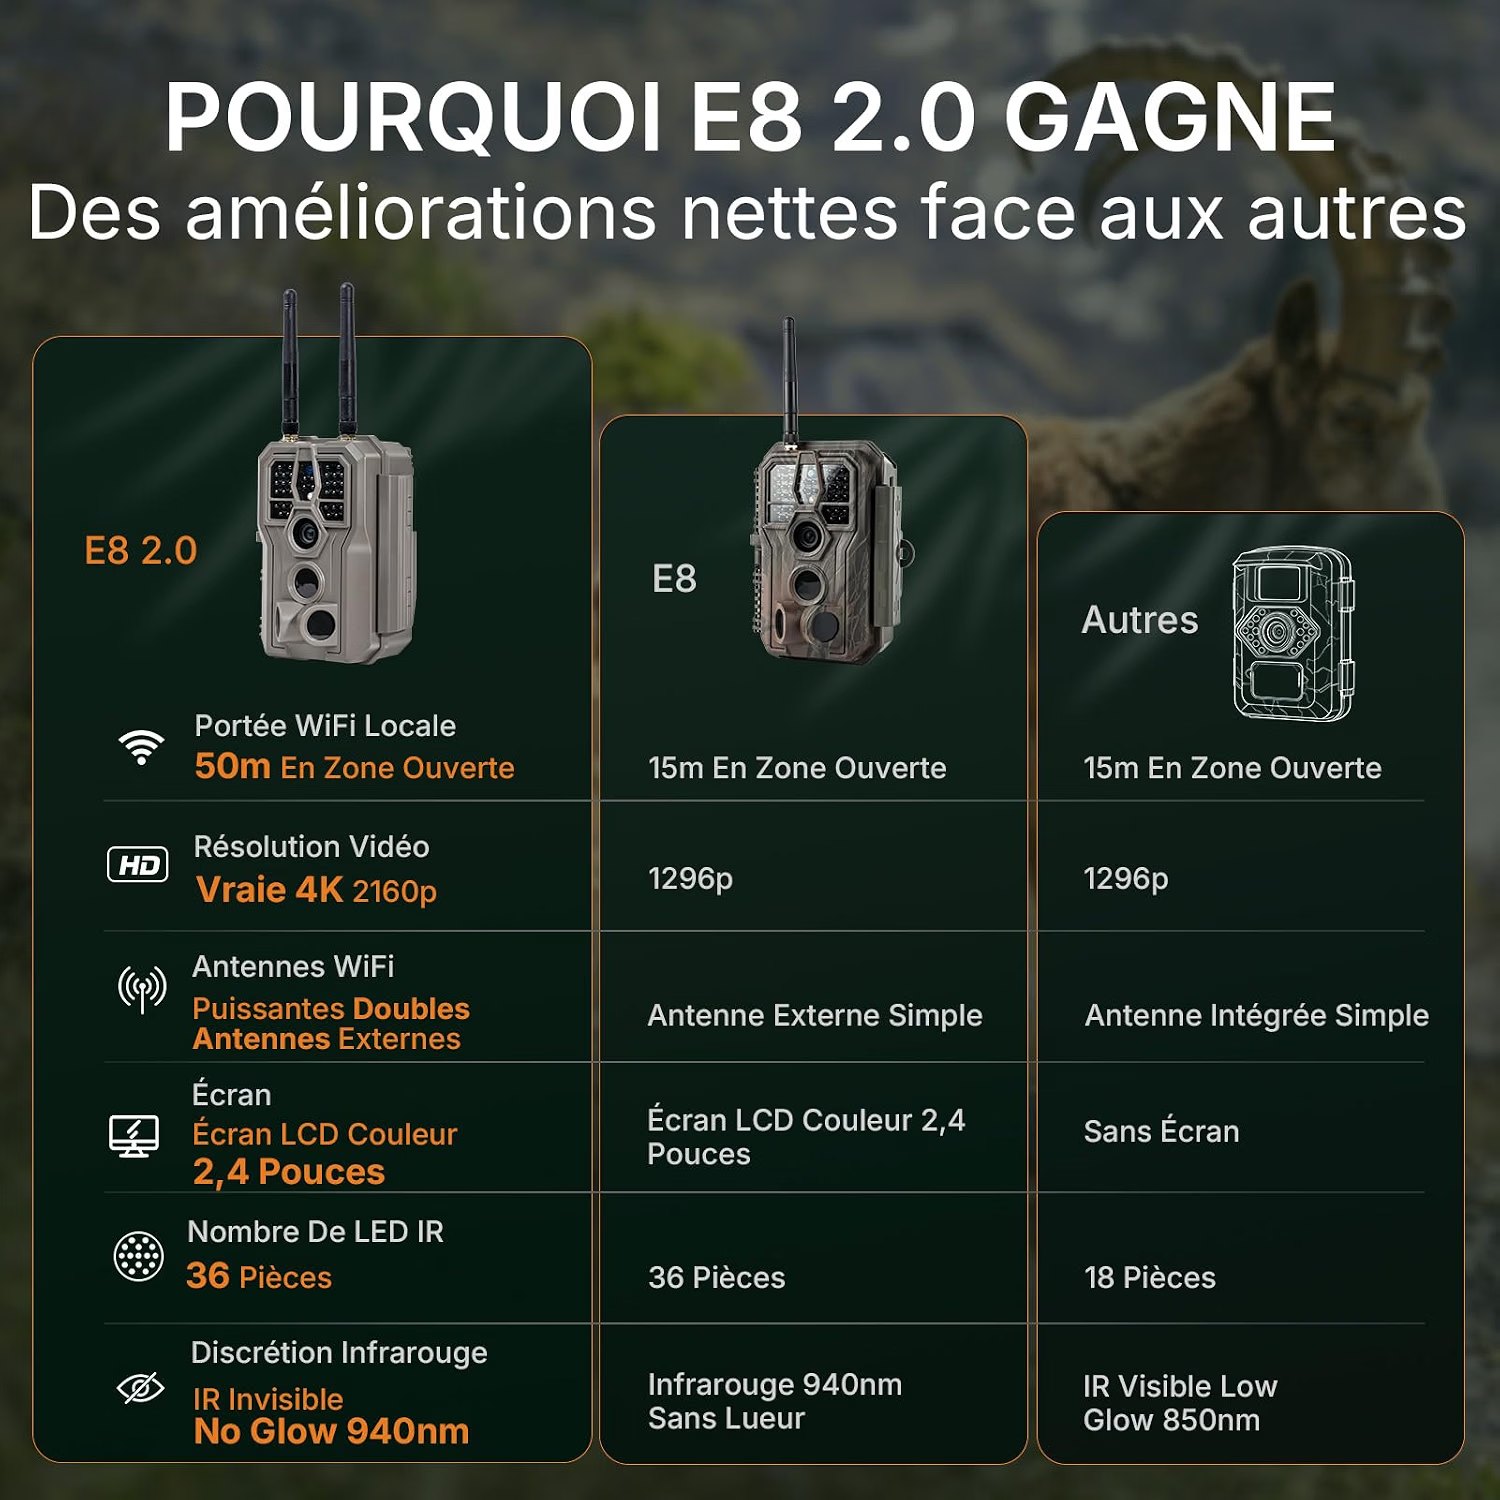 POURQUOI E8 2.0 GAGNE
Des améliorations nettes face aux autres
E8 2.0
E8
Autres
Portée WiFi Locale
50m En Zone Ouverte
15m En Zone Ouverte
15m En Zone Ouverte
HD
Résolution Vidéo
Vraie 4K 2160p
1296p
1296p
Antennes WiFi
Puissantes Doubles
Antennes Externes
Antenne Externe Simple
Antenne Intégrée Simple
Écran
Écran LCD Couleur
2,4 Pouces
Écran LCD Couleur 2,4
Pouces
Sans Écran
Nombre De LED IR
36 Pièces
36 Pièces
18 Pièces
Discrétion Infrarouge
IR Invisible
No Glow 940nm
Infrarouge 940nm
Sans Lueur
IR Visible Low
Glow 850nm